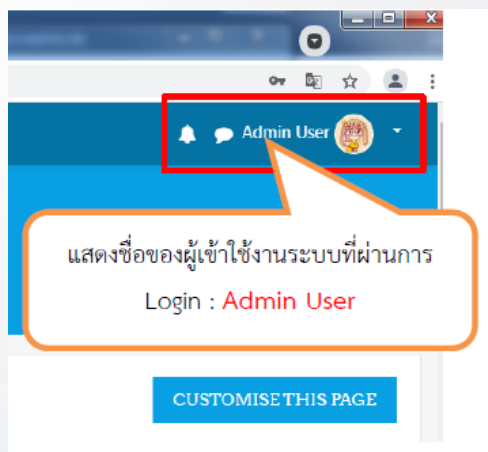 Admin User
แสดงชื่อของผู้เข้าใช้งานระบบที่ผ่านการ
Login : Admin User
CUSTOMISE THIS PAGE